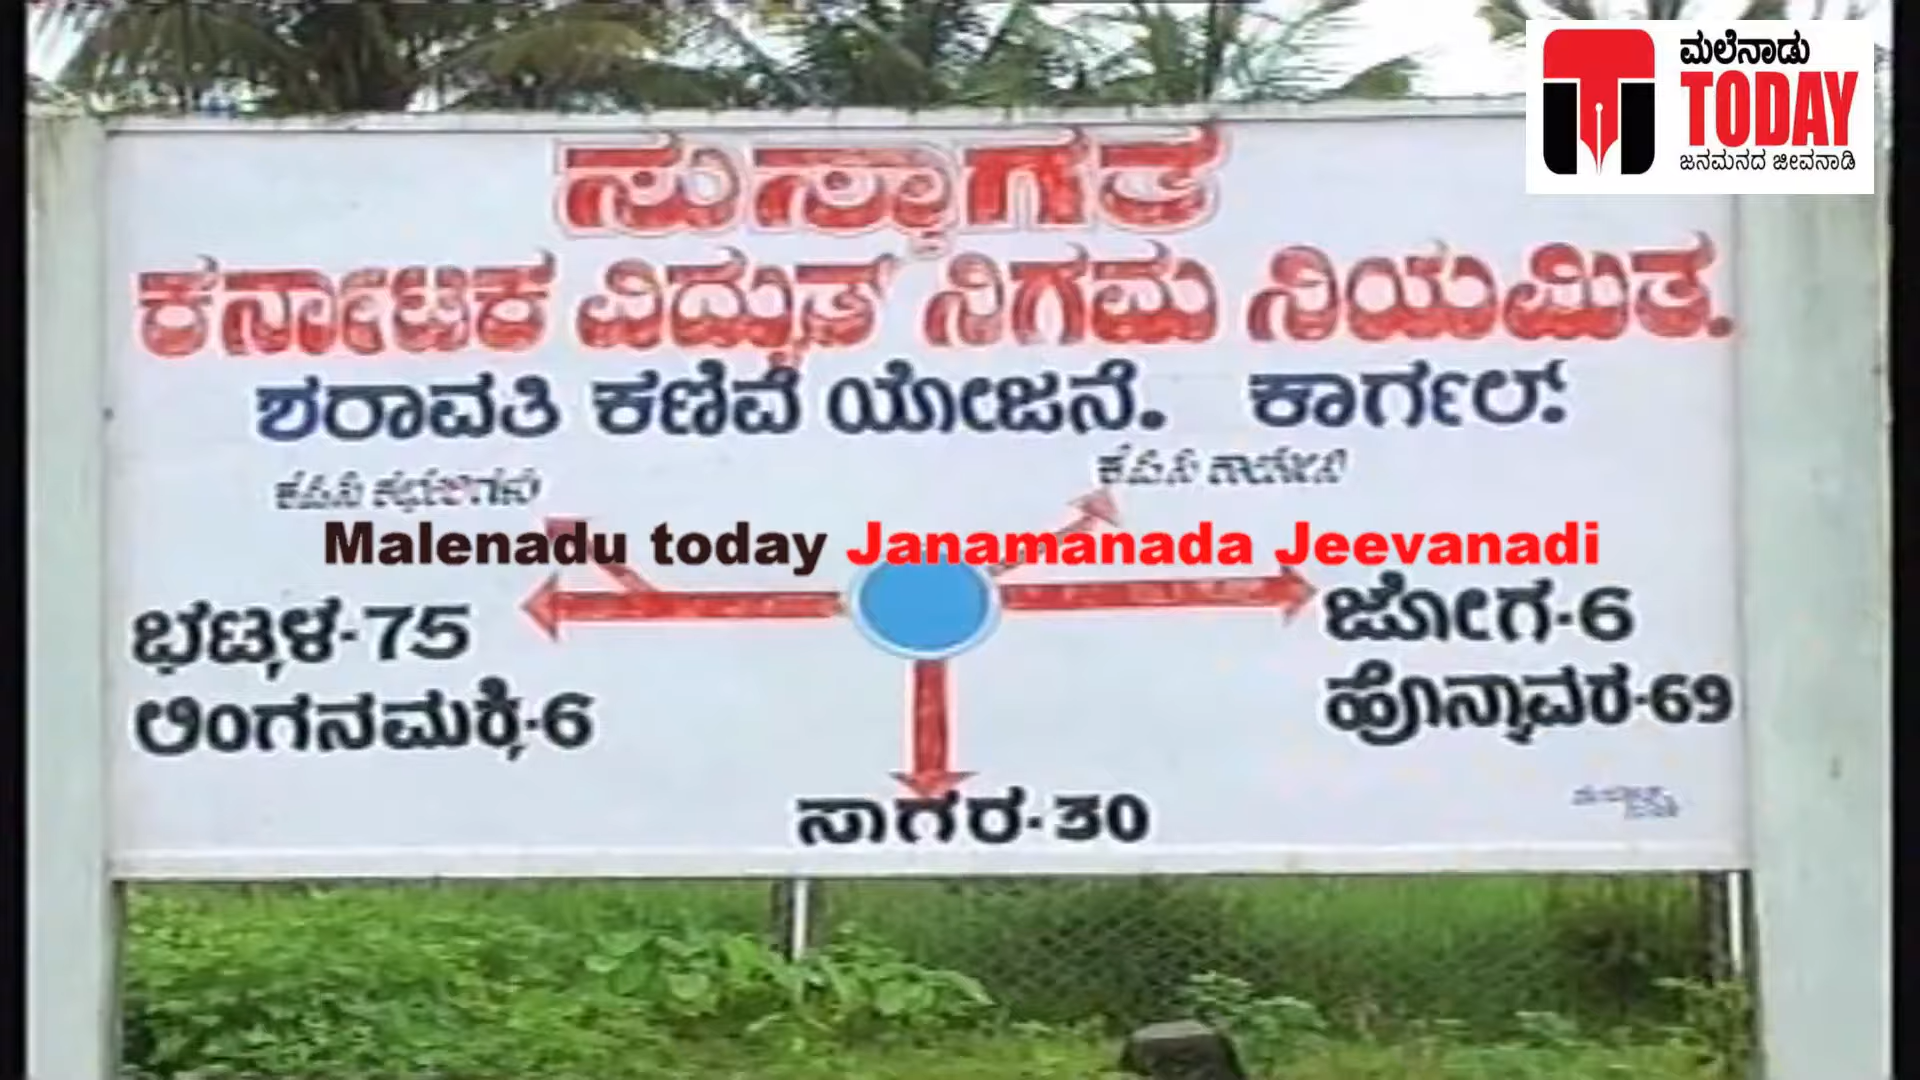 ಮಲೆನಾಡು
TODAY
ಜನಮನದ ಜೀವನಾಡಿ
ಸುಸ್ವಾಗತ
ಕರ್ನಾಟಕ ವಿದ್ಯುತ್ ನಿಗಮ ನಿಯಮಿತ.
ಶರಾವತಿ ಕಣಿವೆ ಯೋಜನೆ. ಕಾರ್ಗಲ್.
ಕೆ.ಪಿ.ಸಿ
ಕೆ.ಪಿ.ಸಿ
Malenadu today Janamanada Jeevanadi
ಭಟ್ಕಳ-75
ಜೋಗ-6
ಲಿಂಗನಮಕ್ಕಿ-6
ಹೊನ್ನಾವರ-69
ಸಾಗರ-30